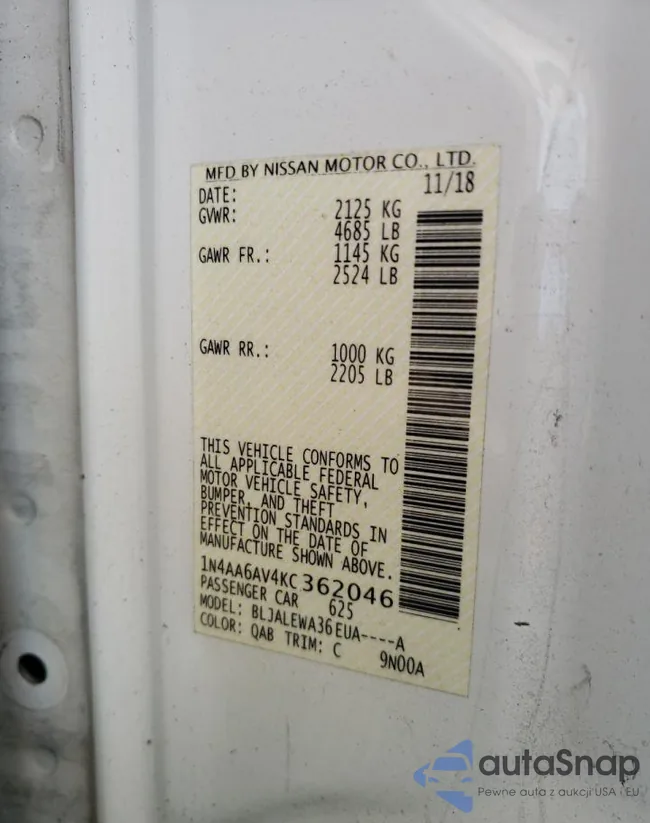 MFD BY NISSAN MOTOR CO., LTD.
DATE: 11/18
GVWR: 2125 KG
4685 LB
GAWR FR.: 1145 KG
2524 LB
GAWR RR.: 1000 KG
2205 LB
THIS VEHICLE CONFORMS TO
ALL APPLICABLE FEDERAL
MOTOR VEHICLE SAFETY,
BUMPER, AND THEFT
PREVENTION STANDARDS IN
EFFECT ON THE DATE OF
MANUFACTURE SHOWN ABOVE.
1N4AA6AV4KC362046
PASSENGER CAR 625
MODEL: BLJALEWA36EUA----A
COLOR: QAB TRIM: C 9N00A
autaSnap
Pewne auta z aukcji USA i EU